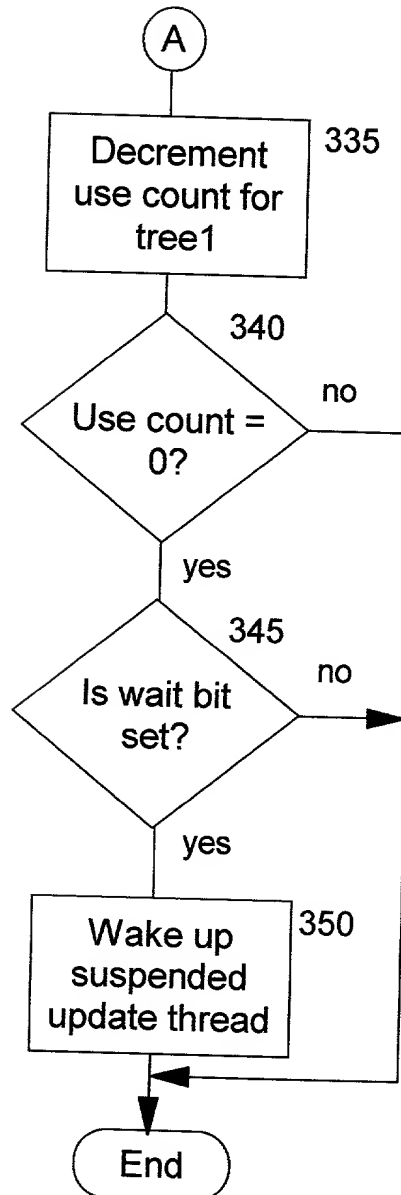 A
335
Decrement
use count for
tree1
340
Use count =
0?
no
yes
345
Is wait bit
set?
no
yes
350
Wake up
suspended
update thread
End